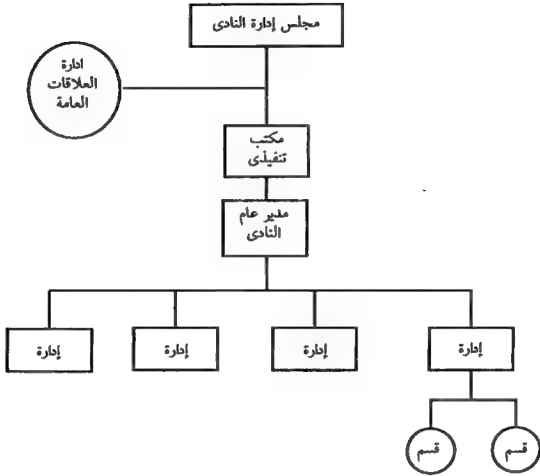 مجلس إدارة النادى
ادارة
العلاقات
العامة
مكتب
تنفيذى
مدير عام
النادى
إدارة
إدارة
إدارة
إدارة
قسم
قسم